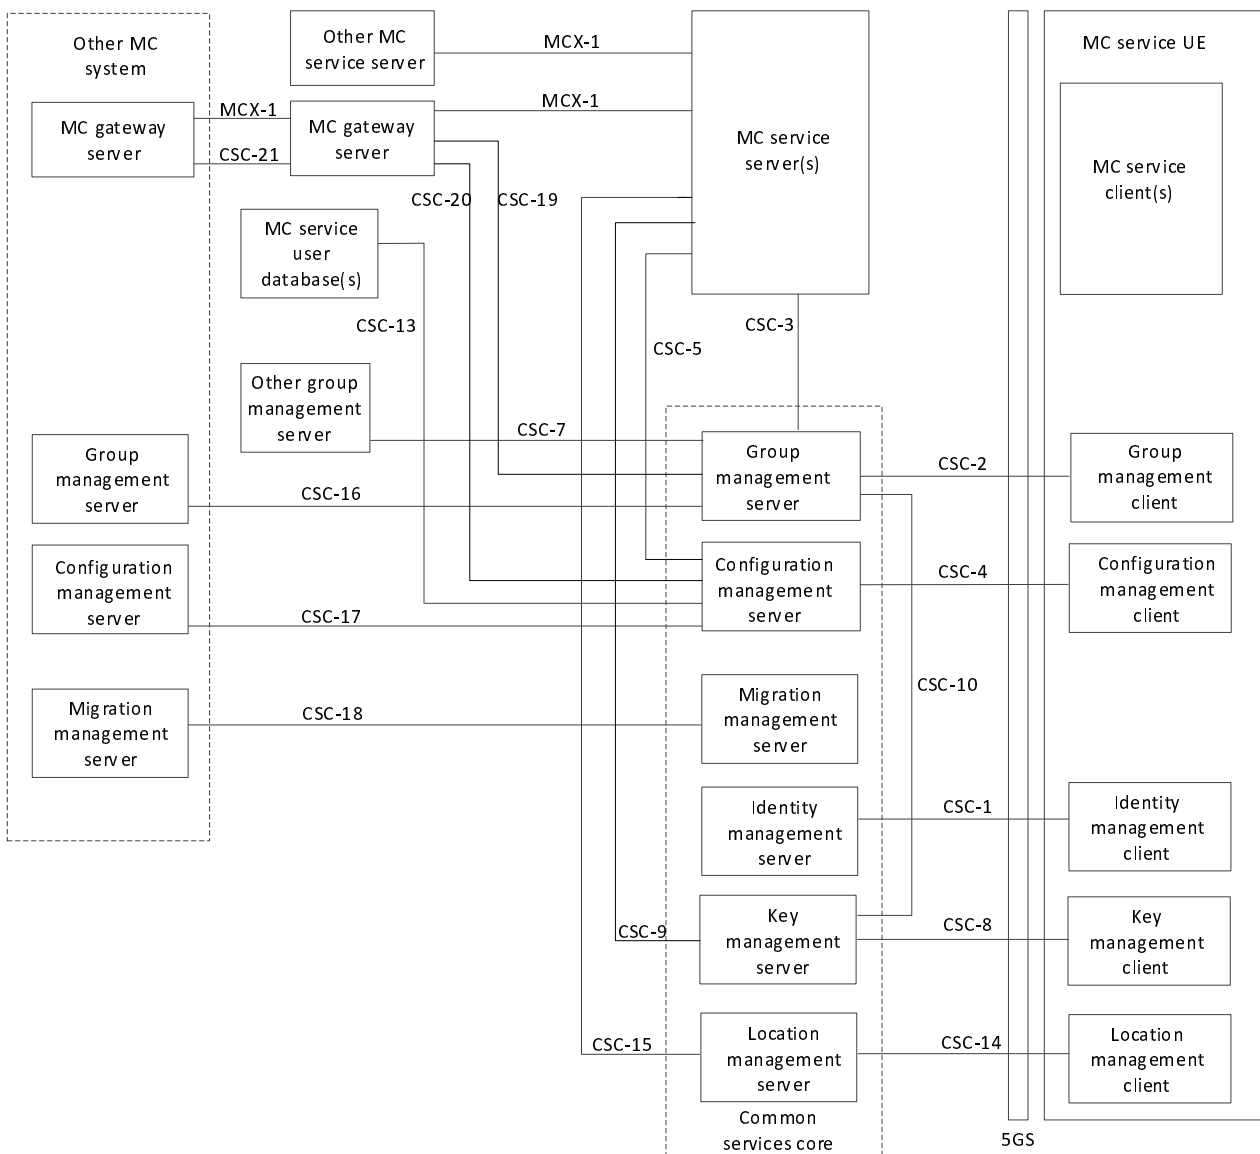 Other MC
system
Other MC
service server
MCX-1
MC service UE
MCX-1
MCX-1
MC gateway
server
MC gateway
server
MC service
server(s)
MC service
client(s)
CSC-21
CSC-20
CSC-19
MC service
user
database(s)
CSC-13
CSC-3
CSC-5
Other group
management
server
CSC-7
Group
management
server
Group
management
server
CSC-2
Group
management
client
CSC-16
Configuration
management
server
Configuration
management
server
CSC-4
Configuration
management
client
CSC-17
CSC-10
Migration
management
server
CSC-18
Migration
management
server
Identity
management
server
CSC-1
Identity
management
client
CSC-9
Key
management
server
CSC-8
Key
management
client
CSC-15
Location
management
server
CSC-14
Location
management
client
Common
services core
5GS